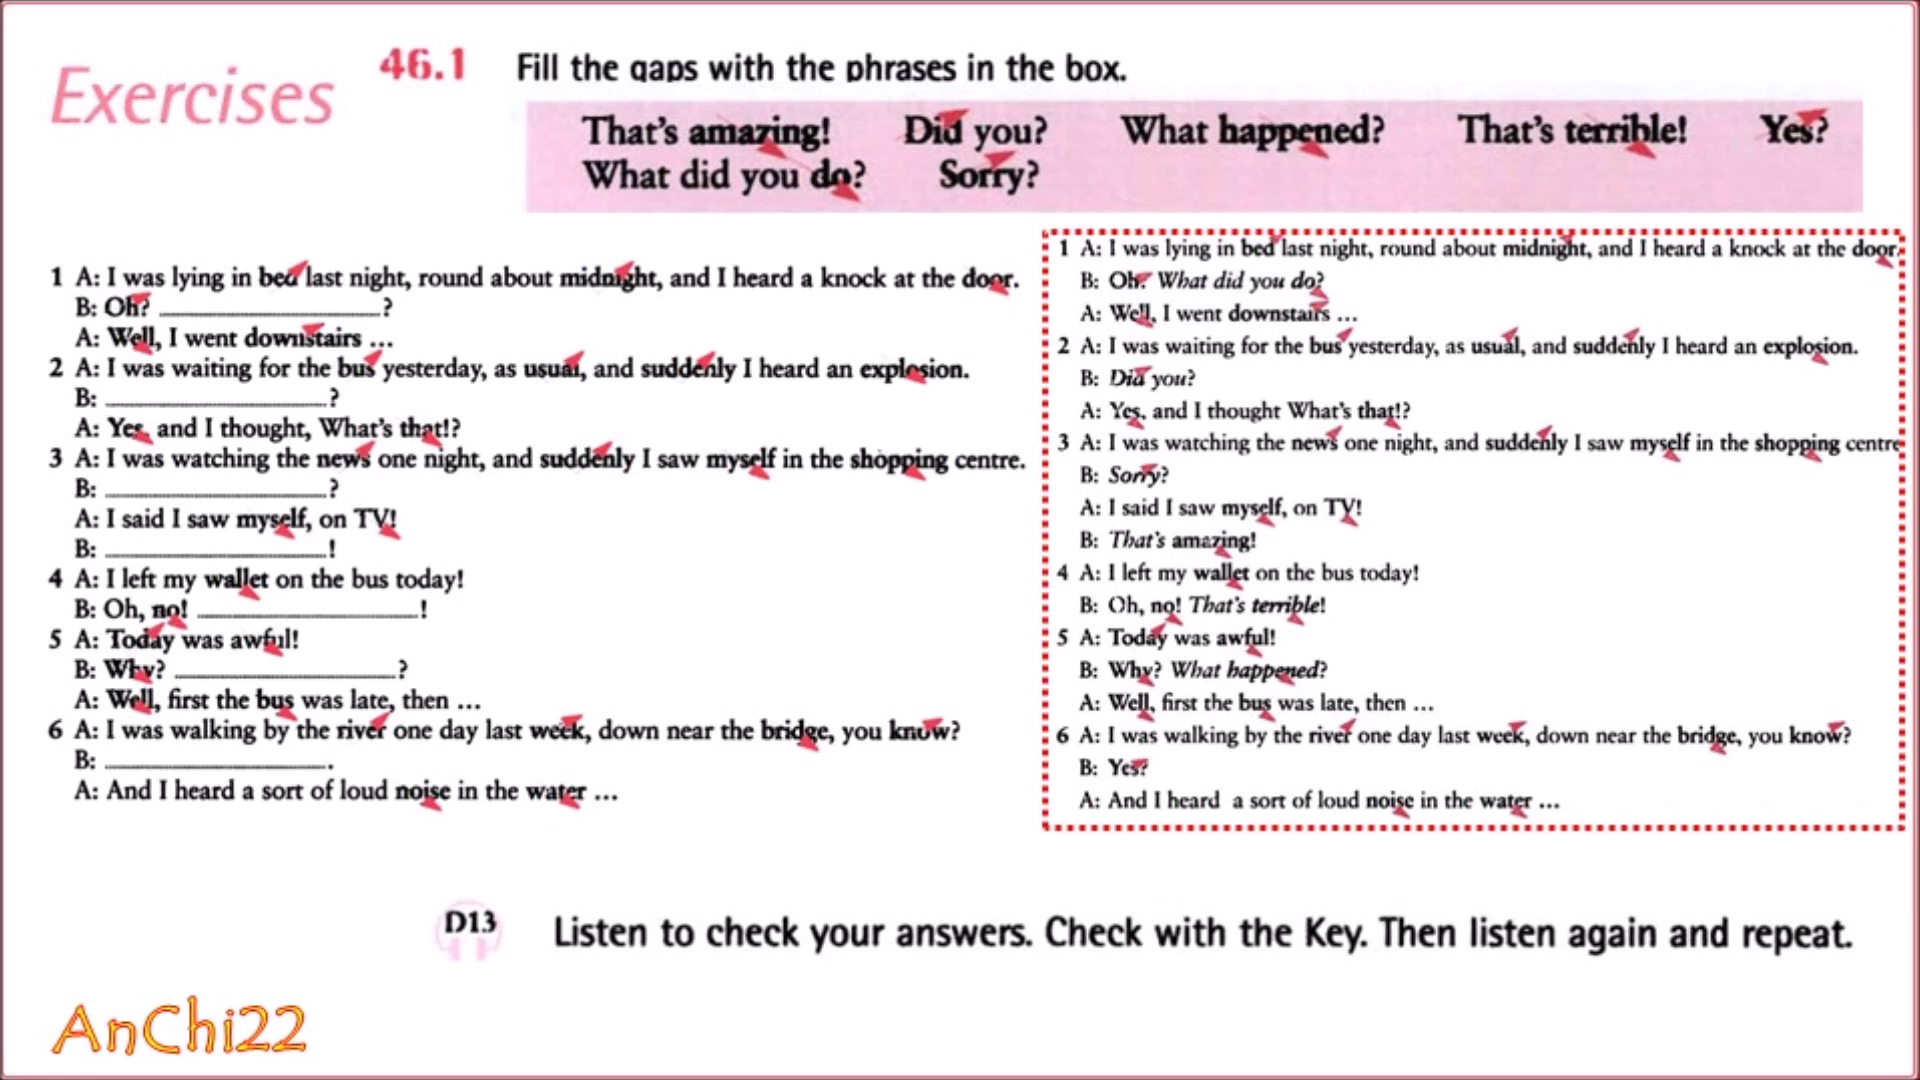 Exercises
46.1 Fill the gaps with the phrases in the box.
That's amazing! Did you? What happened? That's terrible! Yes?
What did you do? Sorry?
1 A: I was lying in bed last night, round about midnight, and I heard a knock at the door.
B: Oh? ____________________?
A: Well, I went downstairs ...
2 A: I was waiting for the bus yesterday, as usual, and suddenly I heard an explosion.
B: ____________________?
A: Yes, and I thought, What's that!?
3 A: I was watching the news one night, and suddenly I saw myself in the shopping centre.
B: ____________________?
A: I said I saw myself, on TV!
B: ____________________!
4 A: I left my wallet on the bus today!
B: Oh, no! ____________________!
5 A: Today was awful!
B: Why? ____________________?
A: Well, first the bus was late, then ...
6 A: I was walking by the river one day last week, down near the bridge, you know?
B: ____________________.
A: And I heard a sort of loud noise in the water ...
1 A: I was lying in bed last night, round about midnight, and I heard a knock at the door.
B: Oh? What did you do?
A: Well, I went downstairs ...
2 A: I was waiting for the bus yesterday, as usual, and suddenly I heard an explosion.
B: Did you?
A: Yes, and I thought What's that!?
3 A: I was watching the news one night, and suddenly I saw myself in the shopping centre
B: Sorry?
A: I said I saw myself, on TV!
B: That's amazing!
4 A: I left my wallet on the bus today!
B: Oh, no! That's terrible!
5 A: Today was awful!
B: Why? What happened?
A: Well, first the bus was late, then ...
6 A: I was walking by the river one day last week, down near the bridge, you know?
B: Yes?
A: And I heard a sort of loud noise in the water ...
D13 Listen to check your answers. Check with the Key. Then listen again and repeat.
AnChi22